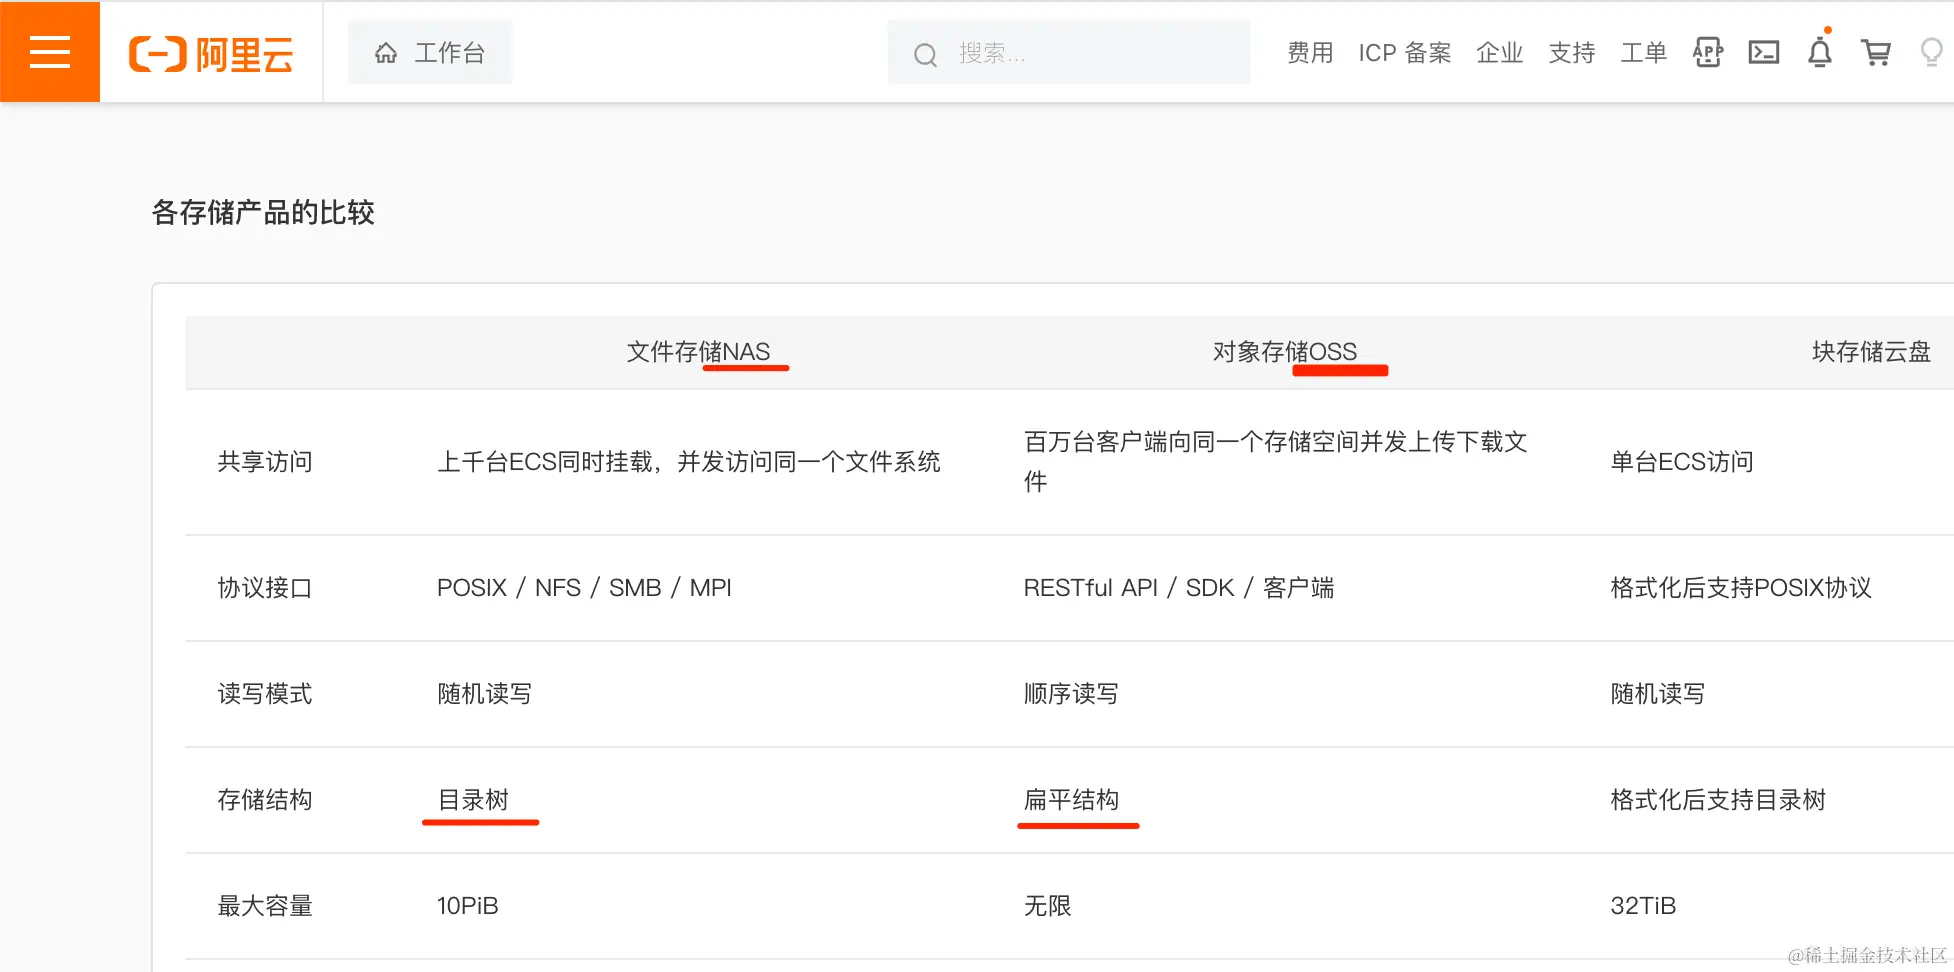 阿里云
工作台
搜索...
费用 ICP 备案 企业 支持 工单
APP
各存储产品的比较
文件存储NAS 对象存储OSS 块存储云盘
共享访问 上千台ECS同时挂载，并发访问同一个文件系统 百万台客户端向同一个存储空间并发上传下载文
件
单台ECS访问
协议接口 POSIX / NFS / SMB / MPI RESTful API / SDK / 客户端 格式化后支持POSIX协议
读写模式 随机读写 顺序读写 随机读写
存储结构 目录树 扁平结构 格式化后支持目录树
最大容量 10PiB 无限 32TiB
@稀土掘金技术社区